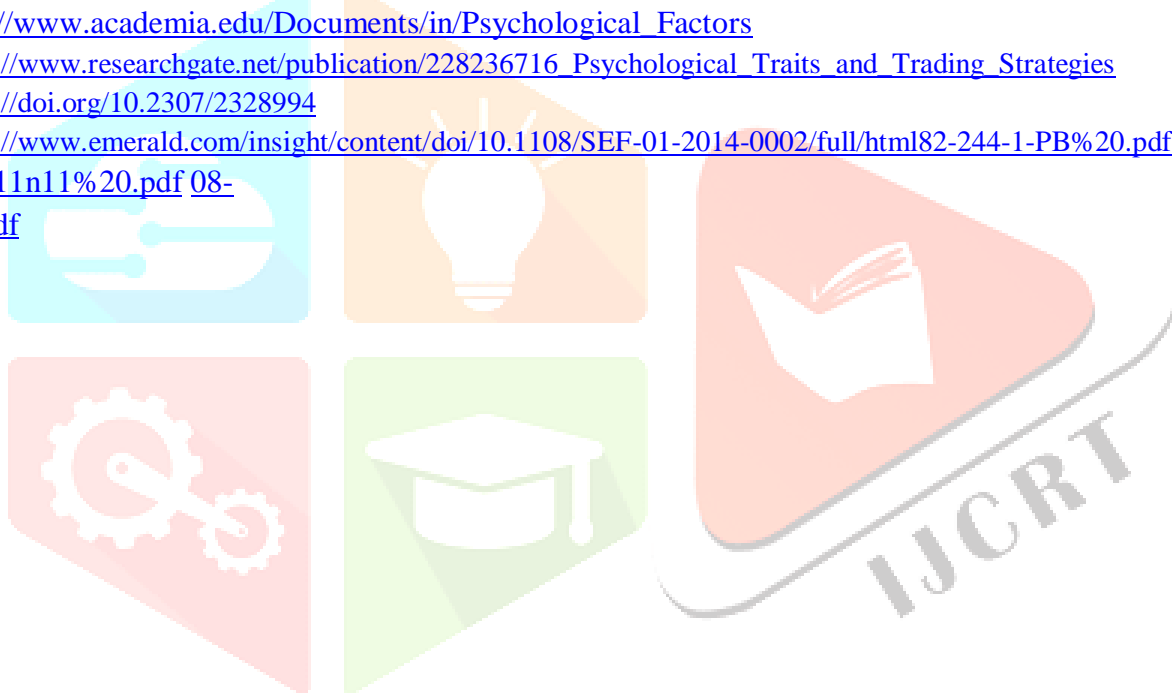 //www.academia.edu/Documents/in/Psychological_Factors
://www.researchgate.net/publication/228236716_Psychological_Traits_and_Trading_Strategies
://doi.org/10.2307/2328994
://www.emerald.com/insight/content/doi/10.1108/SEF-01-2014-0002/full/html82-244-1-PB%20.pdf
11n11%20.pdf 08-
df
IJCRT